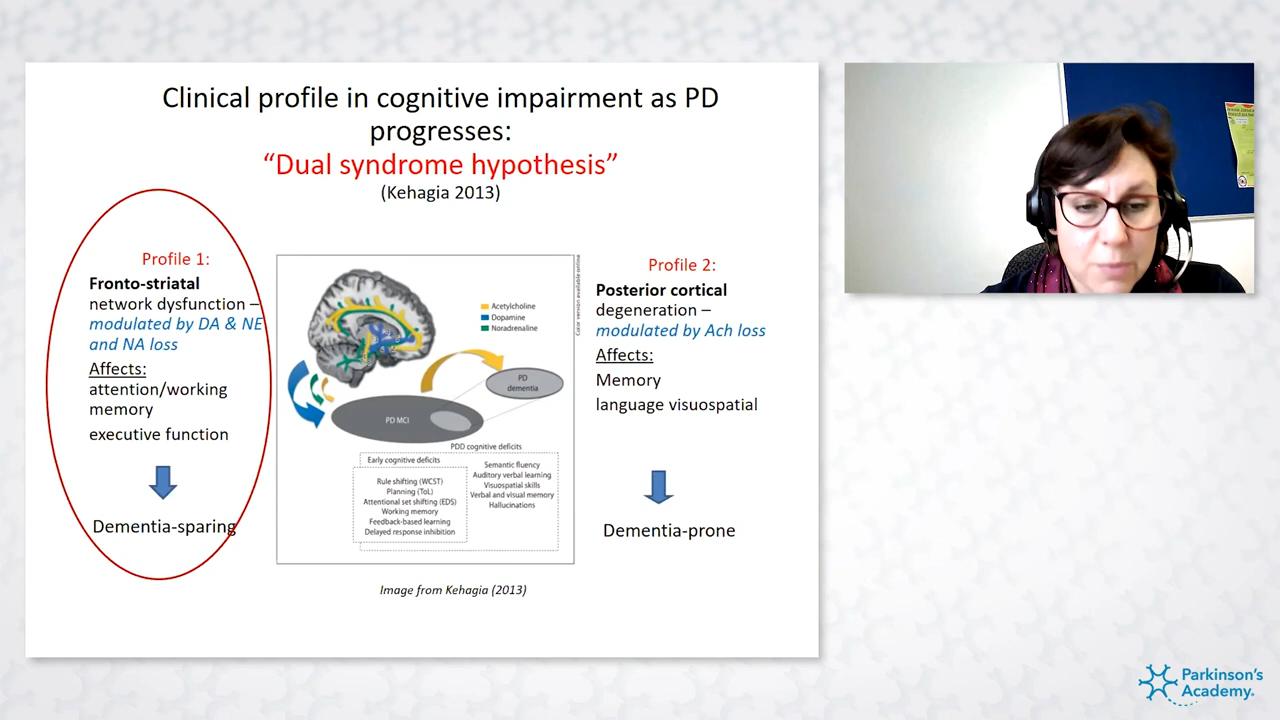 Clinical profile in cognitive impairment as PD
progresses:
“Dual syndrome hypothesis”
(Kehagia 2013)
Profile 1:
Fronto-striatal
network dysfunction –
modulated by DA & NE
and NA loss
Affects:
attention/working
memory
executive function
Dementia-sparing
Color version available online
Acetylcholine
Dopamine
Noradrenaline
PD
dementia
PD MCI
PDD cognitive deficits
Early cognitive deficits
Rule shifting (WCST)
Planning (ToL)
Attentional set shifting (EDS)
Working memory
Feedback-based learning
Delayed response inhibition
Semantic fluency
Auditory verbal learning
Visuospatial skills
Verbal and visual memory
Hallucinations
Image from Kehagia (2013)
Profile 2:
Posterior cortical
degeneration –
modulated by Ach loss
Affects:
Memory
language visuospatial
Dementia-prone
Parkinson’s
Academy